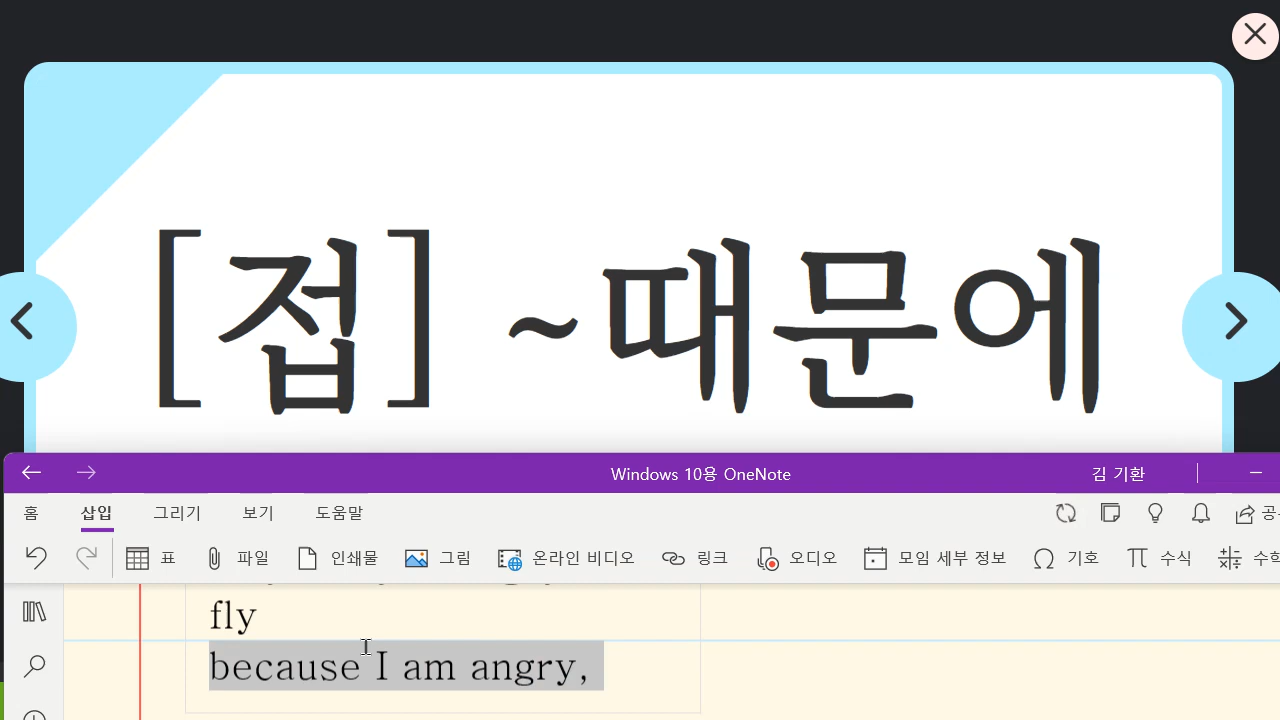 [접] ~때문에
Windows 10용 OneNote
김 기환
홈 삽입 그리기 보기 도움말
표 파일 인쇄물 그림 온라인 비디오 링크 오디오 모임 세부 정보 기호 수식
fly
because I am angry,